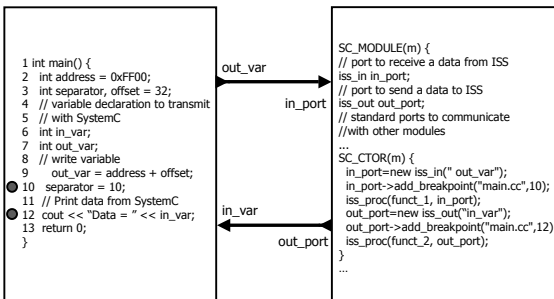 1 int main() {
2 int address = 0xFF00;
3 int separator, offset = 32;
4 // variable declaration to transmit
5 // with SystemC
6 int in_var;
7 int out_var;
8 // write variable
9 out_var = address + offset;
10 separator = 10;
11 // Print data from SystemC
12 cout << “Data = ” << in_var;
13 return 0;
}
out_var
in_port
in_var
out_port
SC_MODULE(m) {
// port to receive a data from ISS
iss_in in_port;
// port to send a data to ISS
iss_out out_port;
// standard ports to communicate
//with other modules
...
SC_CTOR(m) {
in_port=new iss_in(" out_var");
in_port->add_breakpoint("main.cc",10);
iss_proc(funct_1, in_port);
out_port=new iss_out(“in_var");
out_port->add_breakpoint("main.cc",12)
iss_proc(funct_2, out_port);
}
...